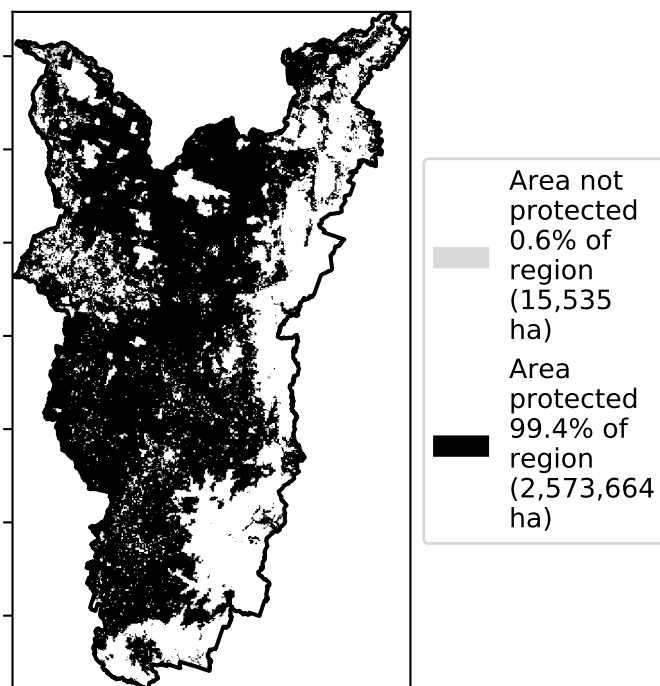 Area not
protected
0.6% of
region
(15,535
ha)
Area
protected
99.4% of
region
(2,573,664
ha)